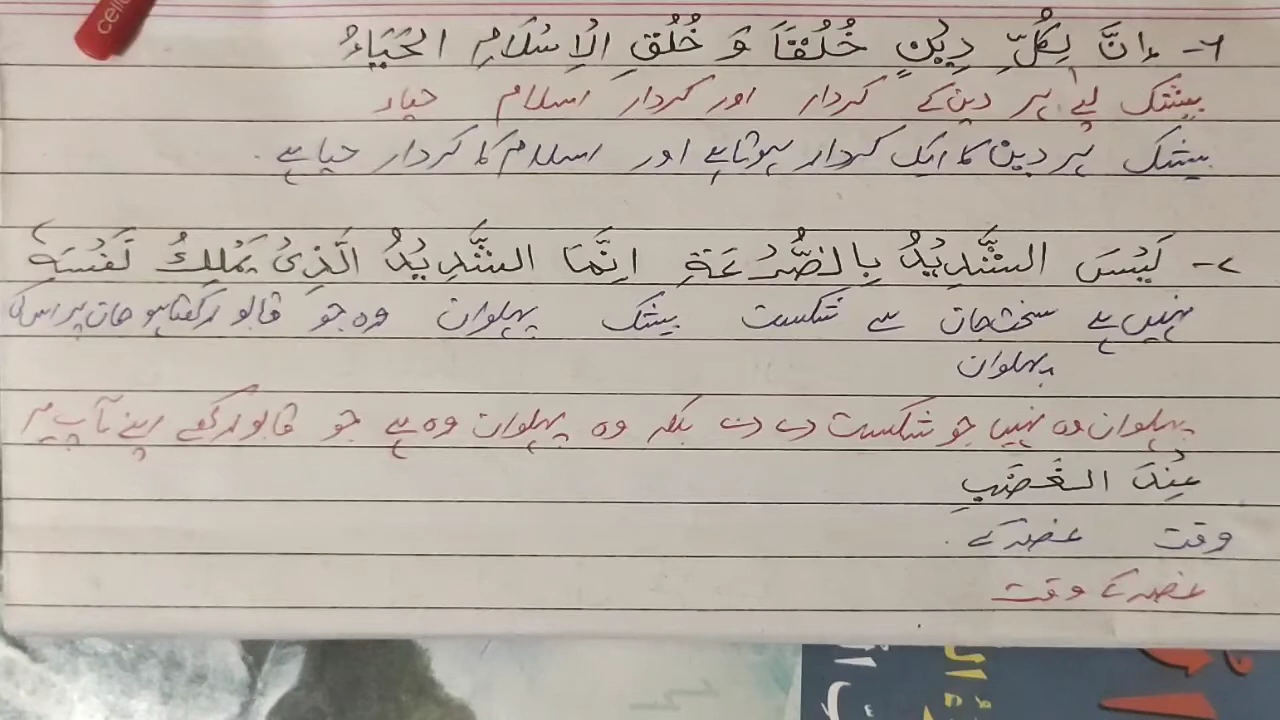 cello
٦- اِنَّ لِكُلِّ دِيْنٍ خُلُقًا وَ خُلُقِ الْاِسْلَامِ الْحَيَاءُ
بیشک لیے ہر دین کے کردار اور کردار اسلام حیاء
بیشک ہر دین کا ایک کردار ہوتا ہے اور اسلام کا کردار حیا ہے۔
۷- لَيْسَ الشَّدِيْدُ بِالصُّرْعَةِ اِنَّمَا الشَّدِيْدُ الَّذِىْ يَمْلِكُ نَفْسَهٗ
نہیں ہے سخت جان سے شکست بیشک پہلوان وہ جو قابو رکھتا ہو جان پر اس کی
پہلوان
پہلوان وہ نہیں جو شکست دے دے بلکہ وہ پہلوان وہ ہے جو قابو رکھے اپنے آپ پر
عِنْدَ الْغَضَبِ
وقت غصہ کے۔
غصہ کے وقت